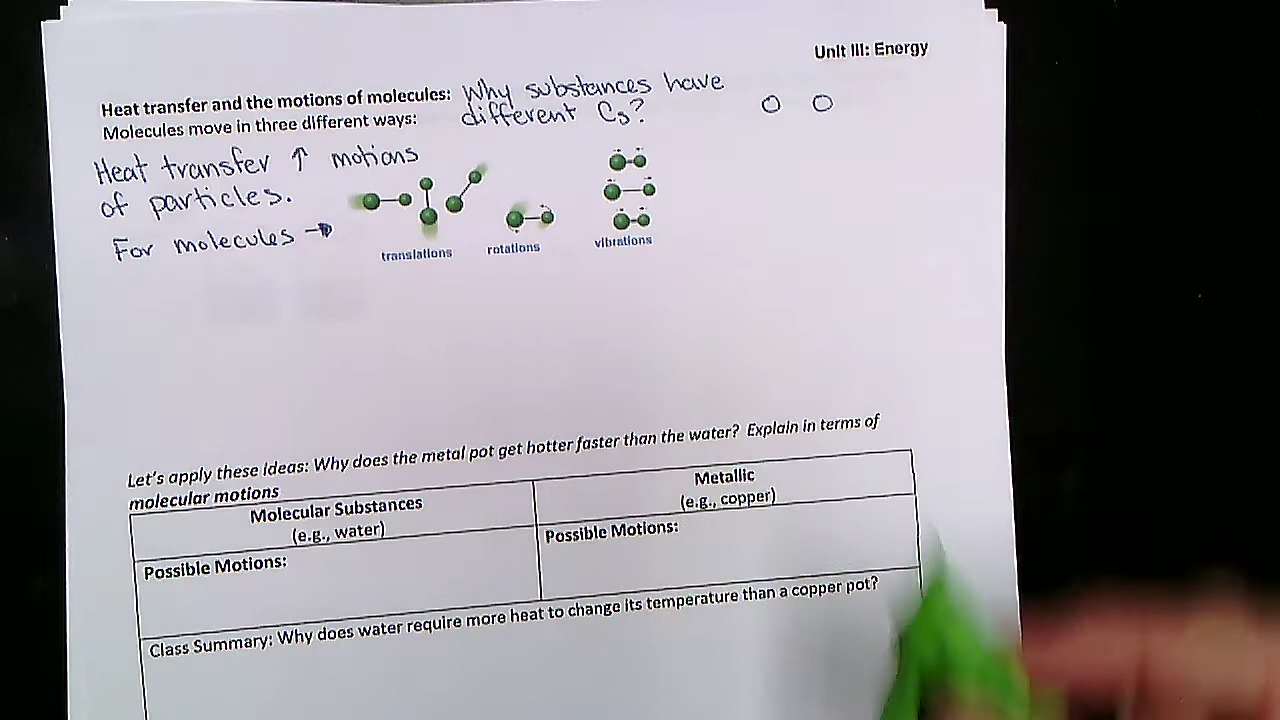 Unit III: Energy
Heat transfer and the motions of molecules: Why substances have
Molecules move in three different ways: different Cs?
Heat transfer ↑ motions
of particles.
For molecules →
translations rotations vibrations
Let's apply these Ideas: Why does the metal pot get hotter faster than the water? Explain in terms of
molecular motions
Molecular Substances
(e.g., water)
Metallic
(e.g., copper)
Possible Motions:
Possible Motions:
Class Summary: Why does water require more heat to change its temperature than a copper pot?